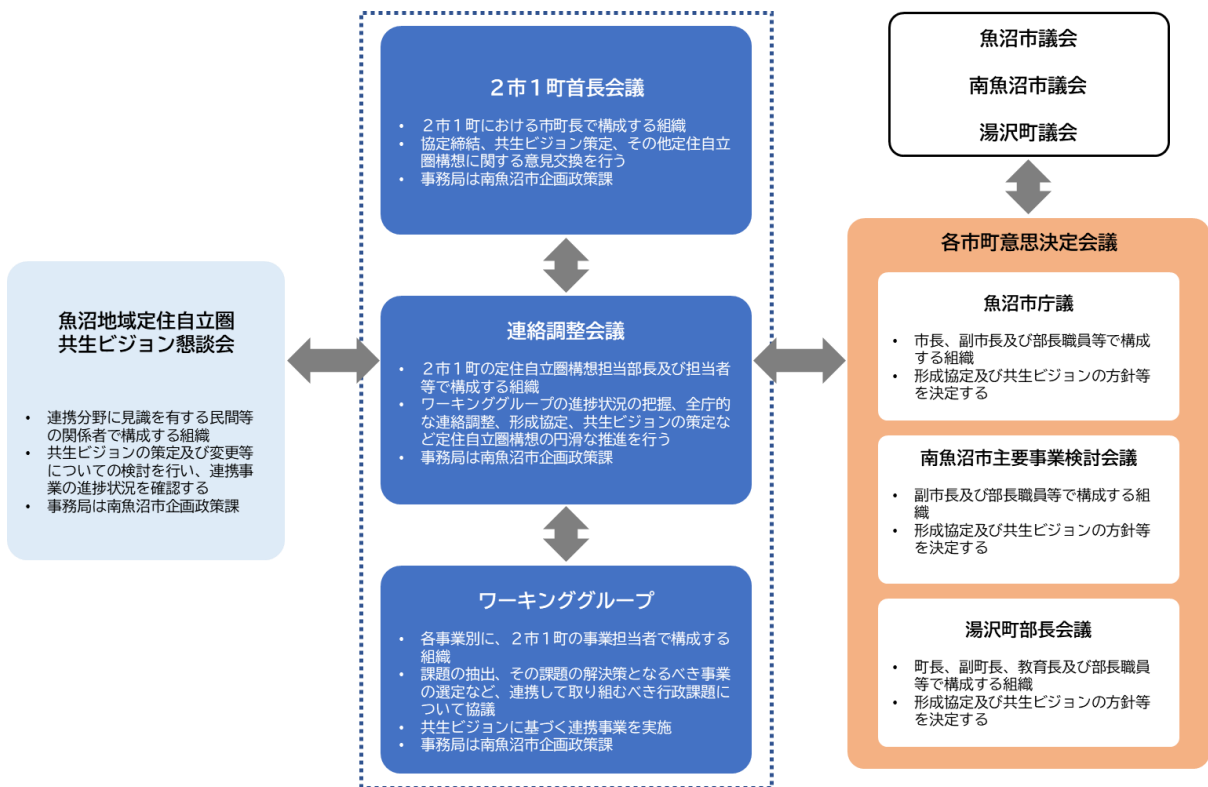 魚沼地域定住自立圏
共生ビジョン懇談会
• 連携分野に見識を有する民間等
の関係者で構成する組織
• 共生ビジョンの策定及び変更等
についての検討を行い、連携事
業の進捗状況を確認する
• 事務局は南魚沼市企画政策課
２市１町首長会議
• ２市１町における市町長で構成する組織
• 協定締結、共生ビジョン策定、その他定住自立
圏構想に関する意見交換を行う
• 事務局は南魚沼市企画政策課
連絡調整会議
• ２市１町の定住自立圏構想担当部長及び担当者
等で構成する組織
• ワーキンググループの進捗状況の把握、全庁的
な連絡調整、形成協定、共生ビジョンの策定な
ど定住自立圏構想の円滑な推進を行う
• 事務局は南魚沼市企画政策課
ワーキンググループ
• 各事業別に、２市１町の事業担当者で構成する
組織
• 課題の抽出、その課題の解決策となるべき事業
の選定など、連携して取り組むべき行政課題に
ついて協議
• 共生ビジョンに基づく連携事業を実施
• 事務局は南魚沼市企画政策課
魚沼市議会
南魚沼市議会
湯沢町議会
各市町意思決定会議
魚沼市庁議
• 市長、副市長及び部長職員等で構成
する組織
• 形成協定及び共生ビジョンの方針等
を決定する
南魚沼市主要事業検討会議
• 副市長及び部長職員等で構成する組
織
• 形成協定及び共生ビジョンの方針等
を決定する
湯沢町部長会議
• 町長、副町長、教育長及び部長職員
等で構成する組織
• 形成協定及び共生ビジョンの方針等
を決定する